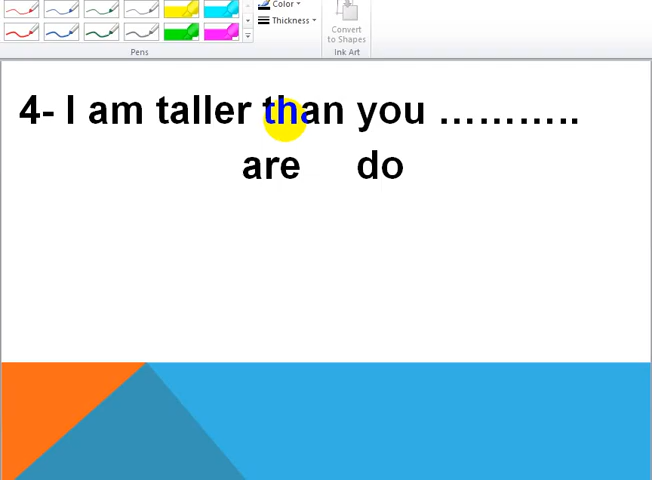 Color
Thickness
Convert
to Shapes
Pens
Ink Art
4- I am taller than you ………..
are do